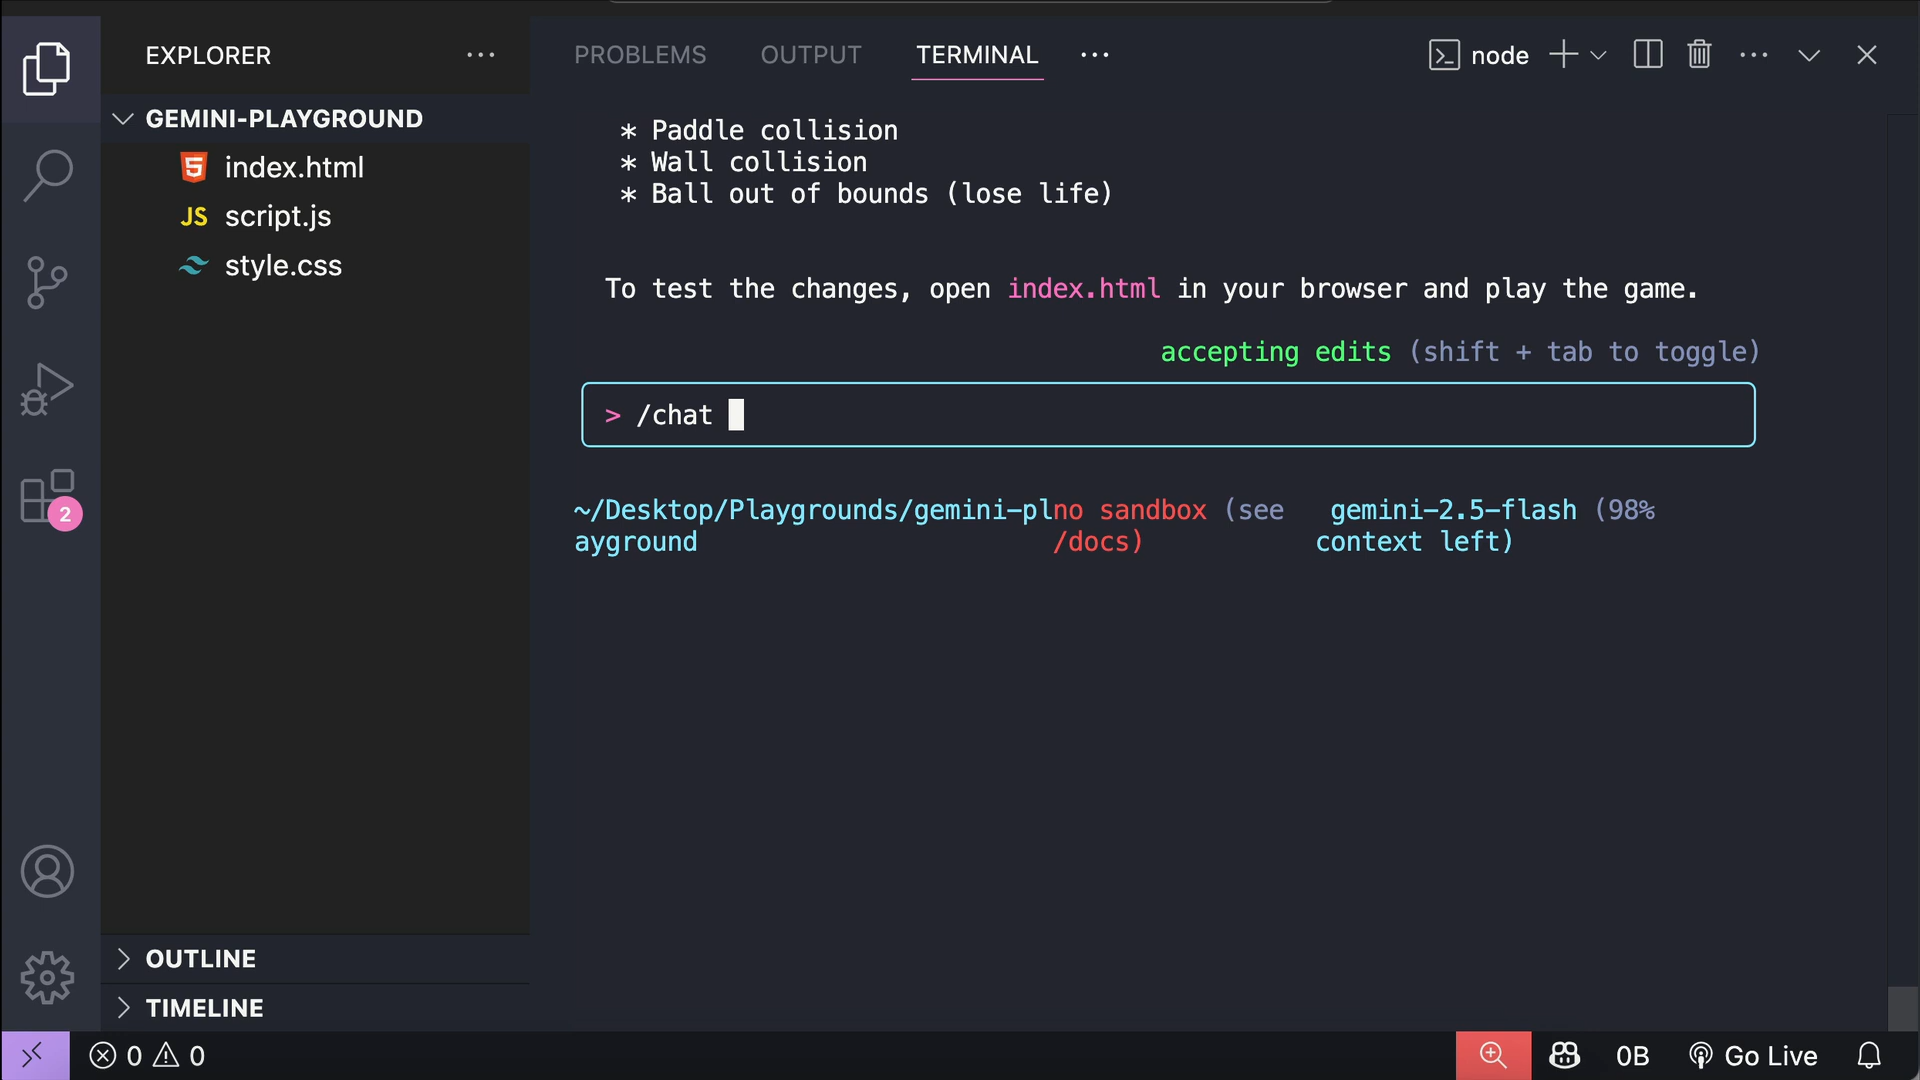 EXPLORER
GEMINI-PLAYGROUND
5 index.html
JS script.js
style.css
2
OUTLINE
TIMELINE
PROBLEMS OUTPUT TERMINAL ... node
* Paddle collision
* Wall collision
* Ball out of bounds (lose life)
To test the changes, open index.html in your browser and play the game.
accepting edits (shift + tab to toggle)
> /chat
~/Desktop/Playgrounds/gemini-pl
ayground
no sandbox (see
/docs)
gemini-2.5-flash (98%
context left)
0 0 0B Go Live